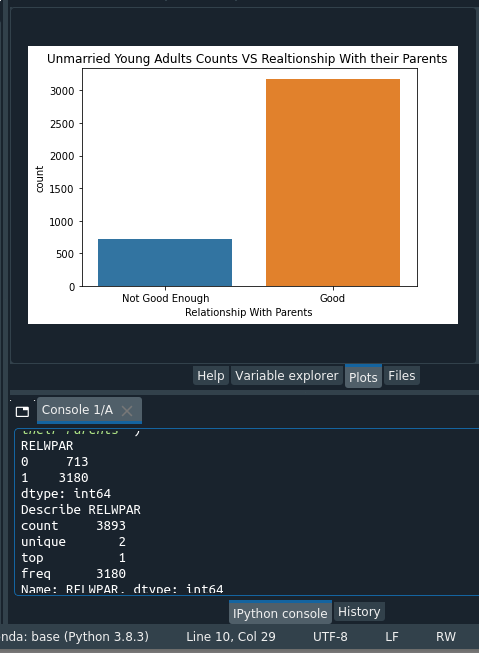 Unmarried Young Adults Counts VS Realtionship With their Parents
3000
2500
2000
1500
1000
500
0
count
Not Good Enough Good
Relationship With Parents
Help Variable explorer Plots Files
Console 1/A
their Parents" )
RELWPAR
0 713
1 3180
dtype: int64
Describe RELWPAR
count 3893
unique 2
top 1
freq 3180
Name: RELWPAR, dtype: int64
IPython console History
nda: base (Python 3.8.3) Line 10, Col 29 UTF-8 LF RW